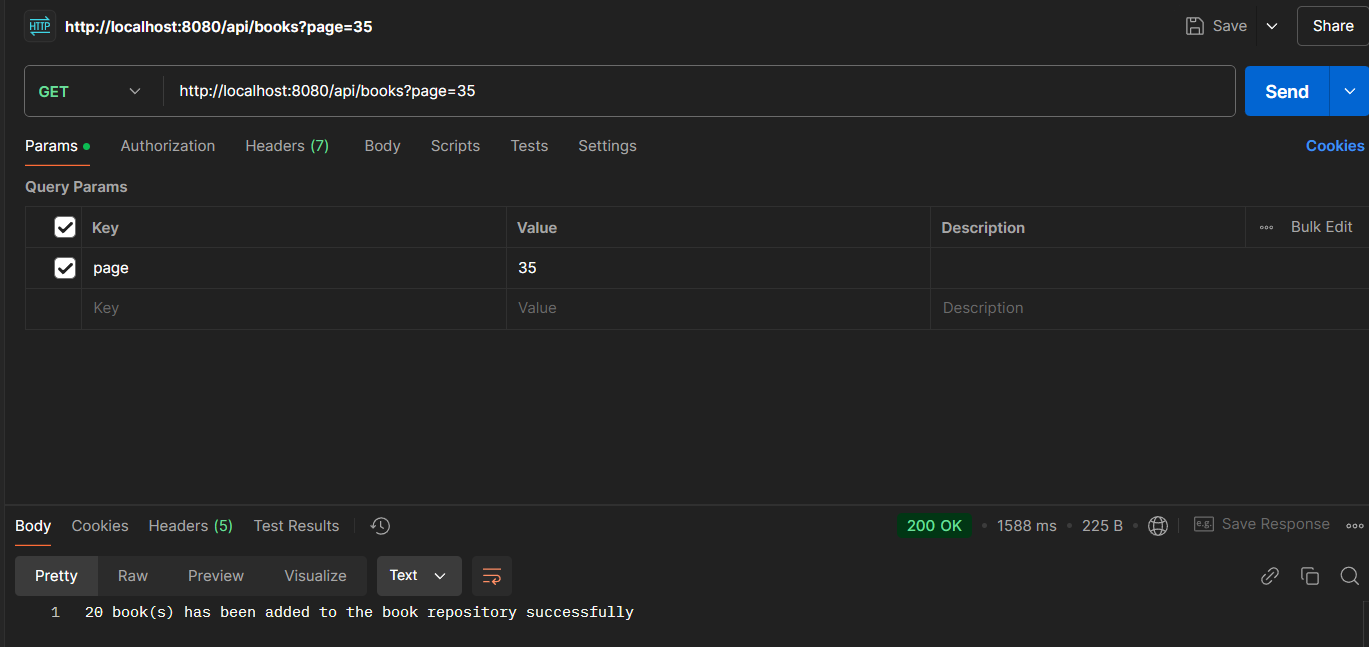 HTTP http://localhost:8080/api/books?page=35 Save Share
GET http://localhost:8080/api/books?page=35 Send
Params Authorization Headers (7) Body Scripts Tests Settings Cookies
Query Params
Key Value Description Bulk Edit
page 35
Key Value Description
Body Cookies Headers (5) Test Results 200 OK 1588 ms 225 B e.g. Save Response
Pretty Raw Preview Visualize Text
1 20 book(s) has been added to the book repository successfully